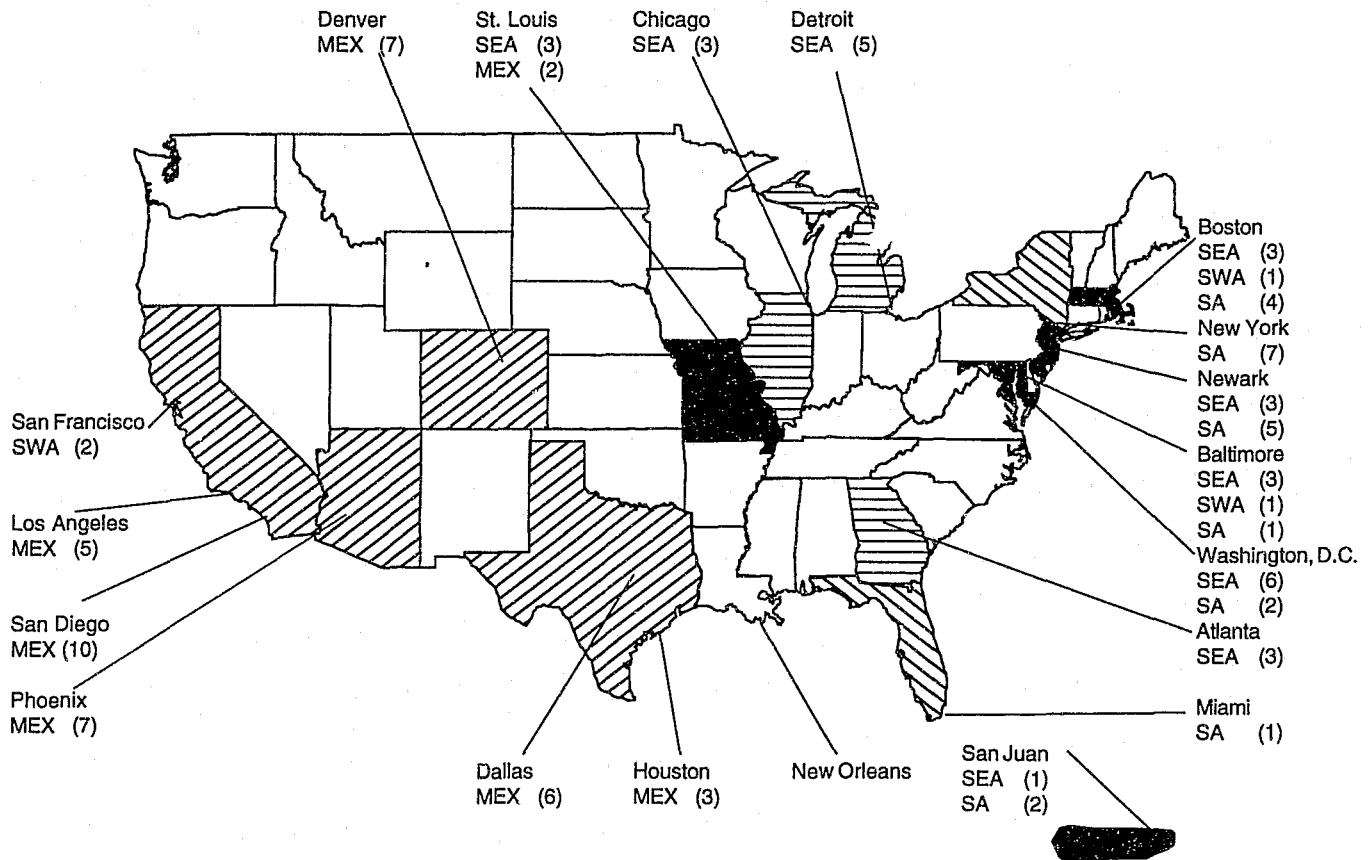 Denver
MEX (7)
St. Louis
SEA (3)
MEX (2)
Chicago
SEA (3)
Detroit
SEA (5)
Boston
SEA (3)
SWA (1)
SA (4)
New York
SA (7)
Newark
SEA (3)
SA (5)
Baltimore
SEA (3)
SWA (1)
SA (1)
Washington, D.C.
SEA (6)
SA (2)
Atlanta
SEA (3)
Miami
SA (1)
San Juan
SEA (1)
SA (2)
San Francisco
SWA (2)
Los Angeles
MEX (5)
San Diego
MEX (10)
Phoenix
MEX (7)
Dallas
MEX (6)
Houston
MEX (3)
New Orleans